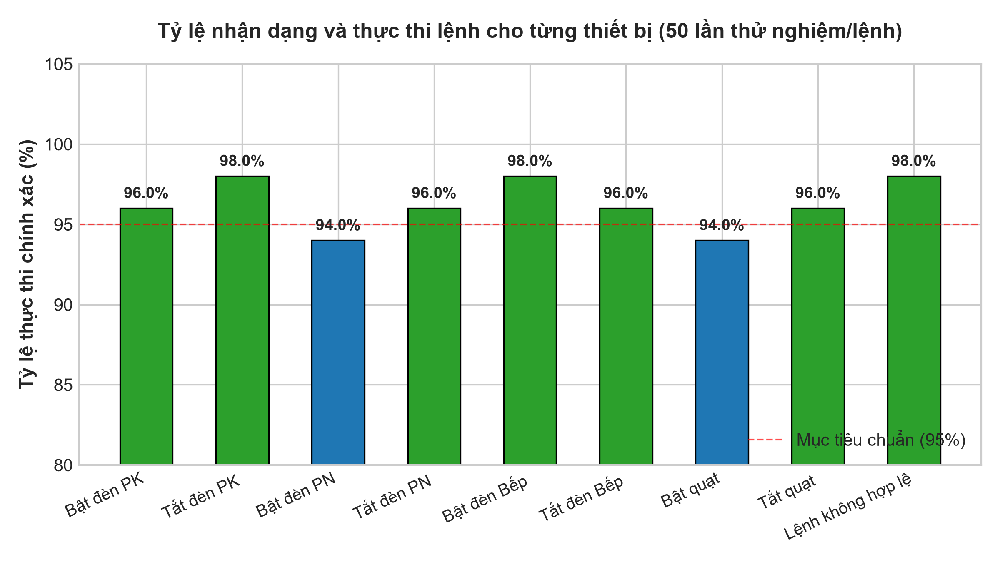 Tỷ lệ nhận dạng và thực thi lệnh cho từng thiết bị (50 lần thử nghiệm/lệnh)
Tỷ lệ thực thi chính xác (%)
105
100
95
90
85
80
96.0%
98.0%
94.0%
96.0%
98.0%
96.0%
94.0%
96.0%
98.0%
Mục tiêu chuẩn (95%)
Bật đèn PK
Tắt đèn PK
Bật đèn PN
Tắt đèn PN
Bật đèn Bếp
Tắt đèn Bếp
Bật quạt
Tắt quạt
Lệnh không hợp lệ